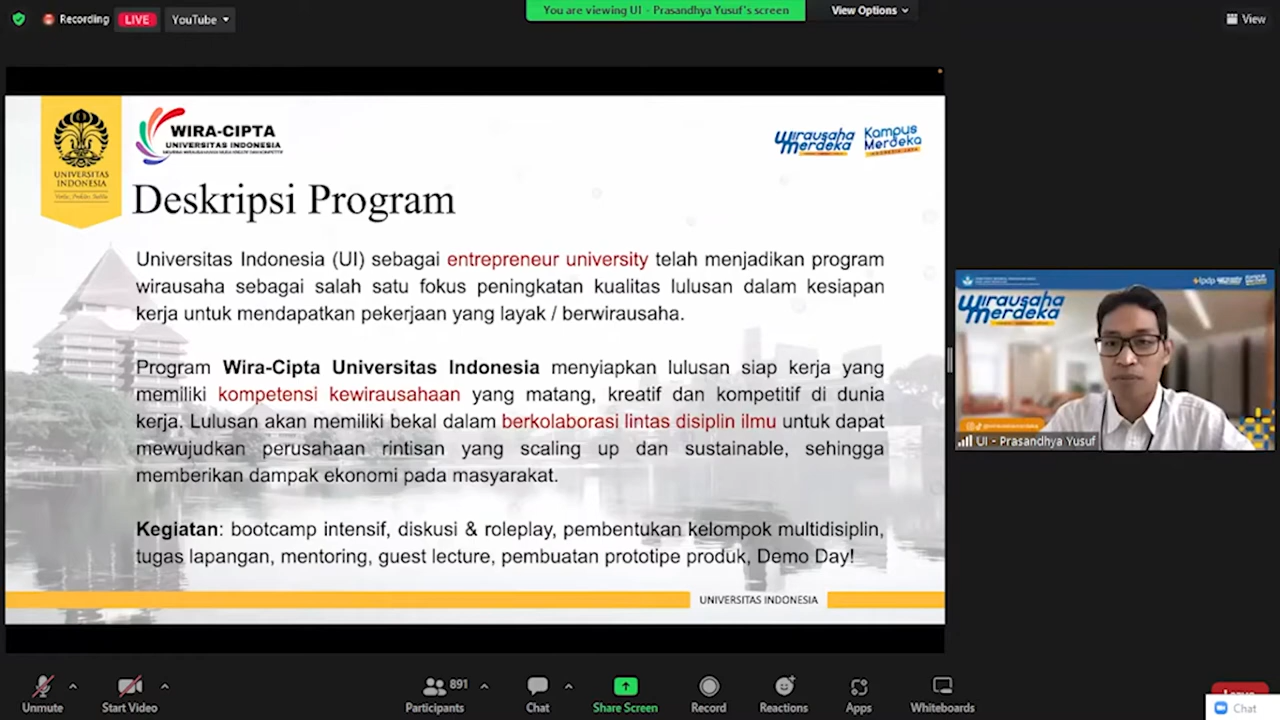 Recording
LIVE
YouTube
You are viewing UI - Prasandhya Yusuf's screen
View Options
View
UNIVERSITAS
INDONESIA
WIRA-CIPTA
UNIVERSITAS INDONESIA
Wirausaha
Merdeka
Kampus
Merdeka
INDONESIA JAYA
Deskripsi Program
Universitas Indonesia (UI) sebagai entrepreneur university telah menjadikan program
wirausaha sebagai salah satu fokus peningkatan kualitas lulusan dalam kesiapan
kerja untuk mendapatkan pekerjaan yang layak / berwirausaha.
Program Wira-Cipta Universitas Indonesia menyiapkan lulusan siap kerja yang
memiliki kompetensi kewirausahaan yang matang, kreatif dan kompetitif di dunia
kerja. Lulusan akan memiliki bekal dalam berkolaborasi lintas disiplin ilmu untuk dapat
mewujudkan perusahaan rintisan yang scaling up dan sustainable, sehingga
memberikan dampak ekonomi pada masyarakat.
Kegiatan: bootcamp intensif, diskusi & roleplay, pembentukan kelompok multidisiplin,
tugas lapangan, mentoring, guest lecture, pembuatan prototipe produk, Demo Day!
UNIVERSITAS INDONESIA
lpdp
Wirausaha
Merdeka
UI - Prasandhya Yusuf
Unmute
Start Video
891
Participants
Chat
Share Screen
Record
Reactions
Apps
Whiteboards
Chat